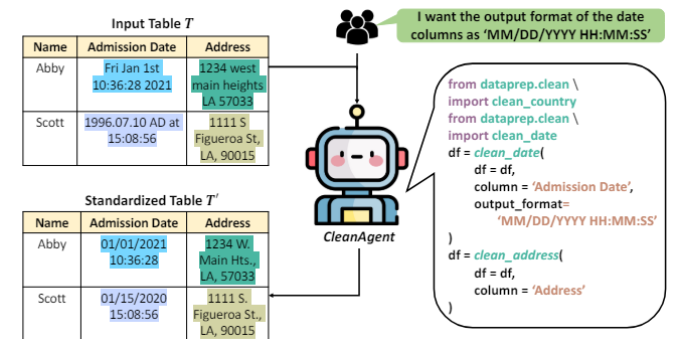 Input Table T
Name Admission Date Address
Abby Fri Jan 1st 10:36:28 2021 1234 west main heights LA 57033
Scott 1996.07.10 AD at 15:08:56 1111 S Figueroa St, LA, 90015
I want the output format of the date
columns as ‘MM/DD/YYYY HH:MM:SS’
CleanAgent
from dataprep.clean \
import clean_country
from dataprep.clean \
import clean_date
df = clean_date(
df = df,
column = ‘Admission Date’,
output_format=
‘MM/DD/YYYY HH:MM:SS’
)
df = clean_address(
df = df,
column = ‘Address’
)
Standardized Table T′
Name Admission Date Address
Abby 01/01/2021 10:36:28 1234 W. Main Hts., LA, 57033
Scott 01/15/2020 15:08:56 1111 S. Figueroa St., LA, 90015